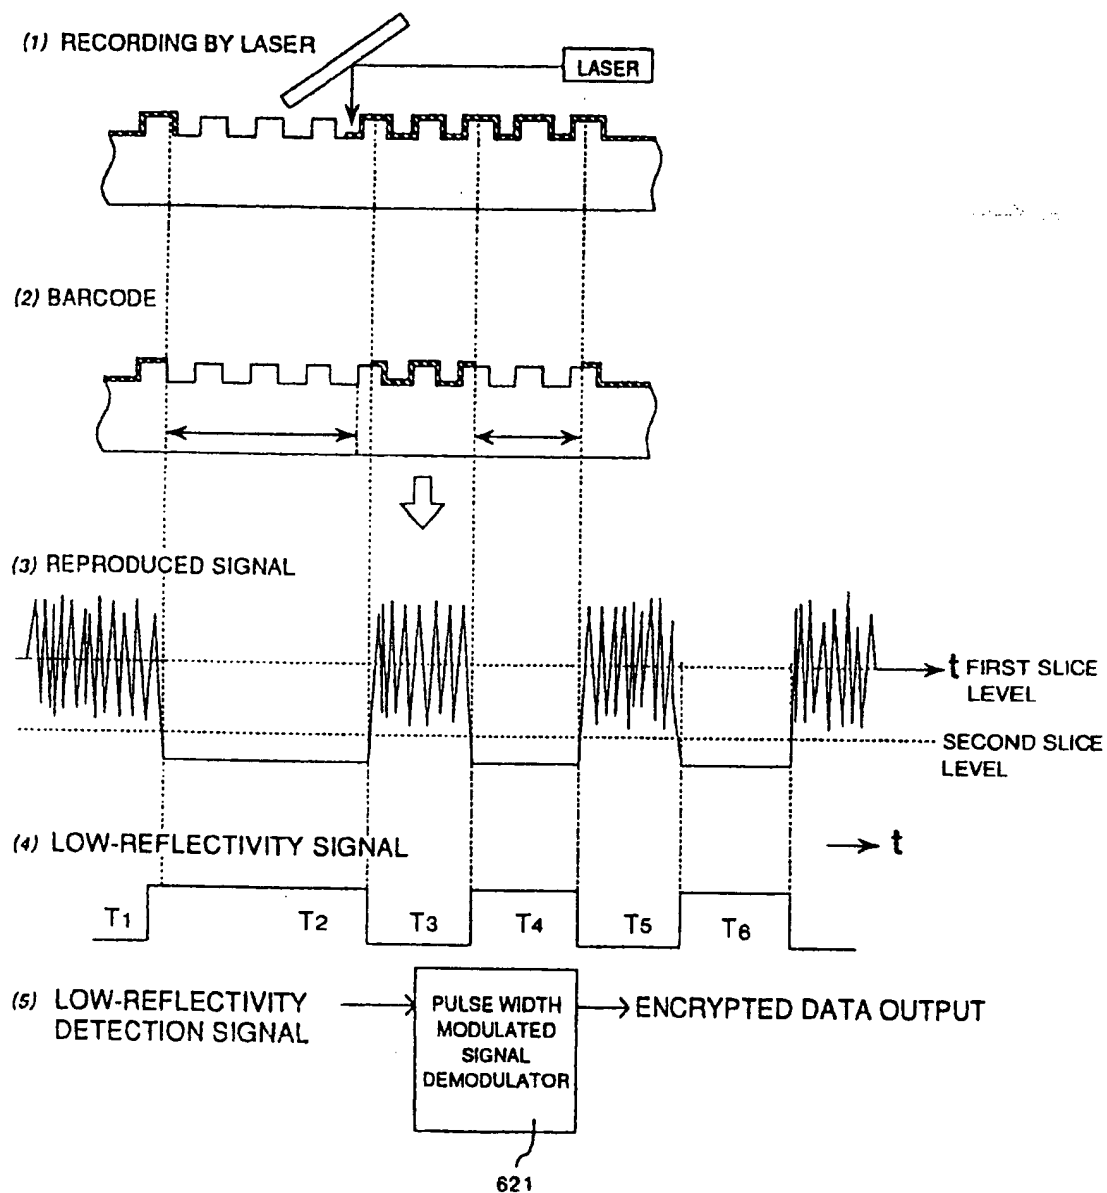 (1) RECORDING BY LASER
LASER
(2) BARCODE
(3) REPRODUCED SIGNAL
t FIRST SLICE
LEVEL
SECOND SLICE
LEVEL
(4) LOW-REFLECTIVITY SIGNAL
t
T1
T2
T3
T4
T5
T6
(5) LOW-REFLECTIVITY
DETECTION SIGNAL
PULSE WIDTH
MODULATED
SIGNAL
DEMODULATOR
ENCRYPTED DATA OUTPUT
621